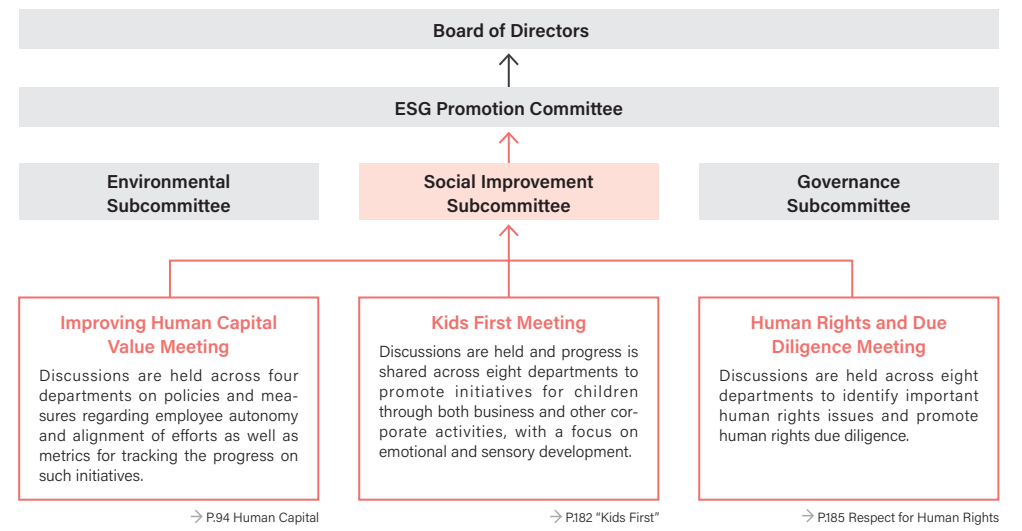 Board of Directors
ESG Promotion Committee
Environmental
Subcommittee
Social Improvement
Subcommittee
Governance
Subcommittee
Improving Human Capital
Value Meeting
Discussions are held across four
departments on policies and mea-
sures regarding employee autonomy
and alignment of efforts as well as
metrics for tracking the progress on
such initiatives.
→ P.94 Human Capital
Kids First Meeting
Discussions are held and progress is
shared across eight departments to
promote initiatives for children
through both business and other cor-
porate activities, with a focus on
emotional and sensory development.
→ P.182 “Kids First”
Human Rights and Due
Diligence Meeting
Discussions are held across eight
departments to identify important
human rights issues and promote
human rights due diligence.
→ P.185 Respect for Human Rights